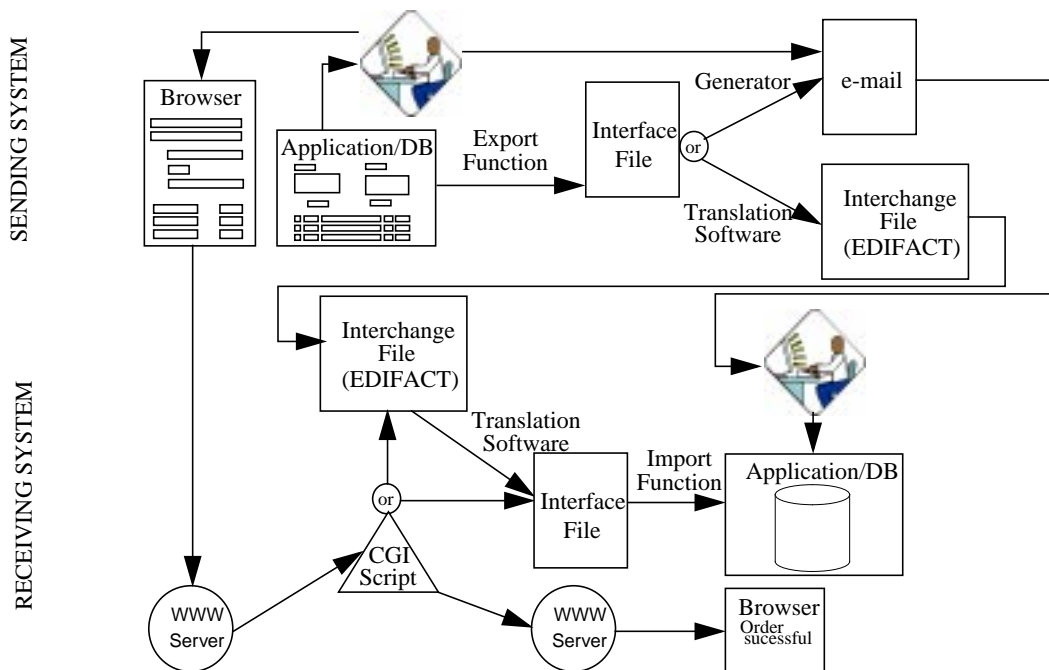 SENDING SYSTEM
Browser
Application/DB
Export
Function
Interface
File
or
Generator
e-mail
Translation
Software
Interchange
File
(EDIFACT)
RECEIVING SYSTEM
Interchange
File
(EDIFACT)
Translation
Software
or
CGI
Script
Interface
File
Import
Function
Application/DB
WWW
Server
WWW
Server
Browser
Order
sucessful